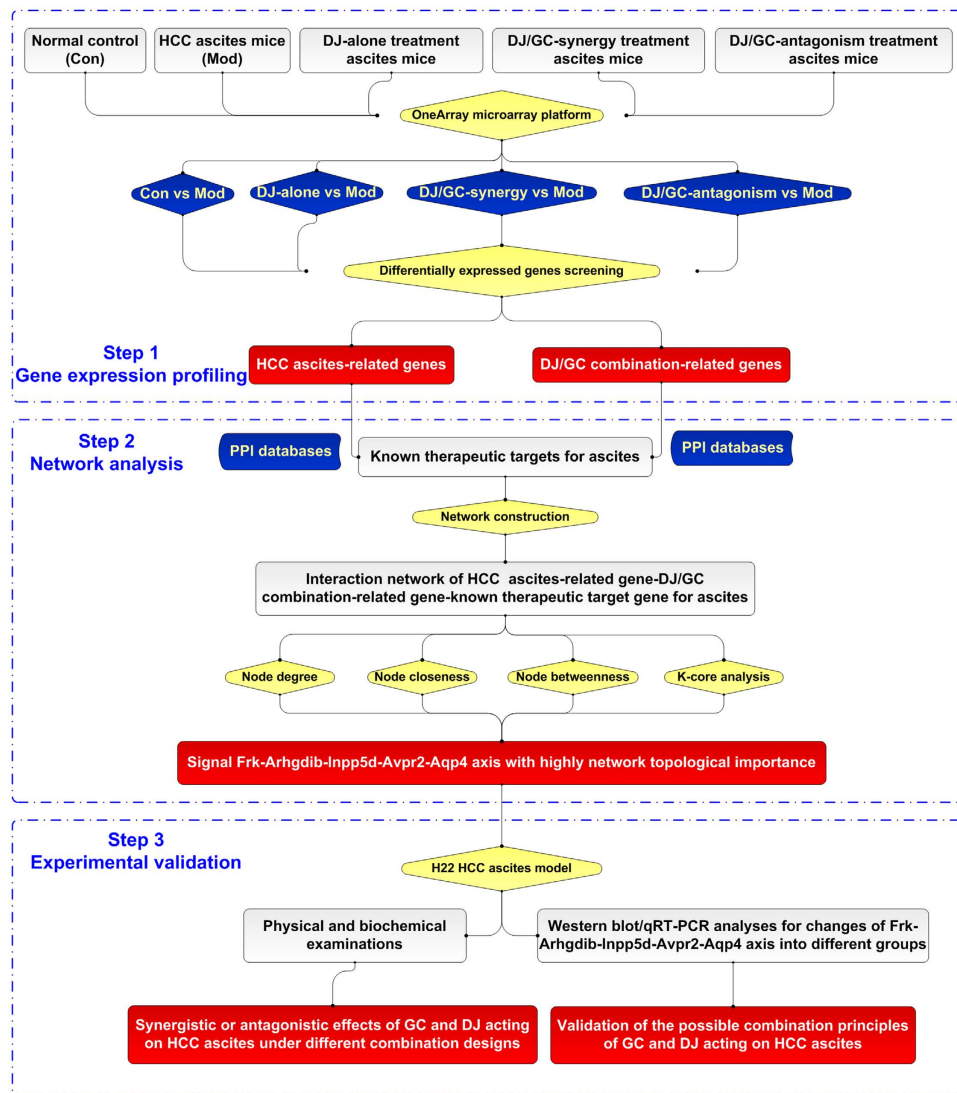 Normal control
(Con)
HCC ascites mice
(Mod)
DJ-alone treatment
ascites mice
DJ/GC-synergy treatment
ascites mice
DJ/GC-antagonism treatment
ascites mice
OneArray microarray platform
Con vs Mod
DJ-alone vs Mod
DJ/GC-synergy vs Mod
DJ/GC-antagonism vs Mod
Differentially expressed genes screening
Step 1
Gene expression profiling
HCC ascites-related genes
DJ/GC combination-related genes
Step 2
Network analysis
PPI databases
Known therapeutic targets for ascites
PPI databases
Network construction
Interaction network of HCC ascites-related gene-DJ/GC
combination-related gene-known therapeutic target gene for ascites
Node degree
Node closeness
Node betweenness
K-core analysis
Signal Frk-Arhgdib-Inpp5d-Avpr2-Aqp4 axis with highly network topological importance
Step 3
Experimental validation
H22 HCC ascites model
Physical and biochemical
examinations
Western blot/qRT-PCR analyses for changes of Frk-
Arhgdib-Inpp5d-Avpr2-Aqp4 axis into different groups
Synergistic or antagonistic effects of GC and DJ acting
on HCC ascites under different combination designs
Validation of the possible combination principles
of GC and DJ acting on HCC ascites